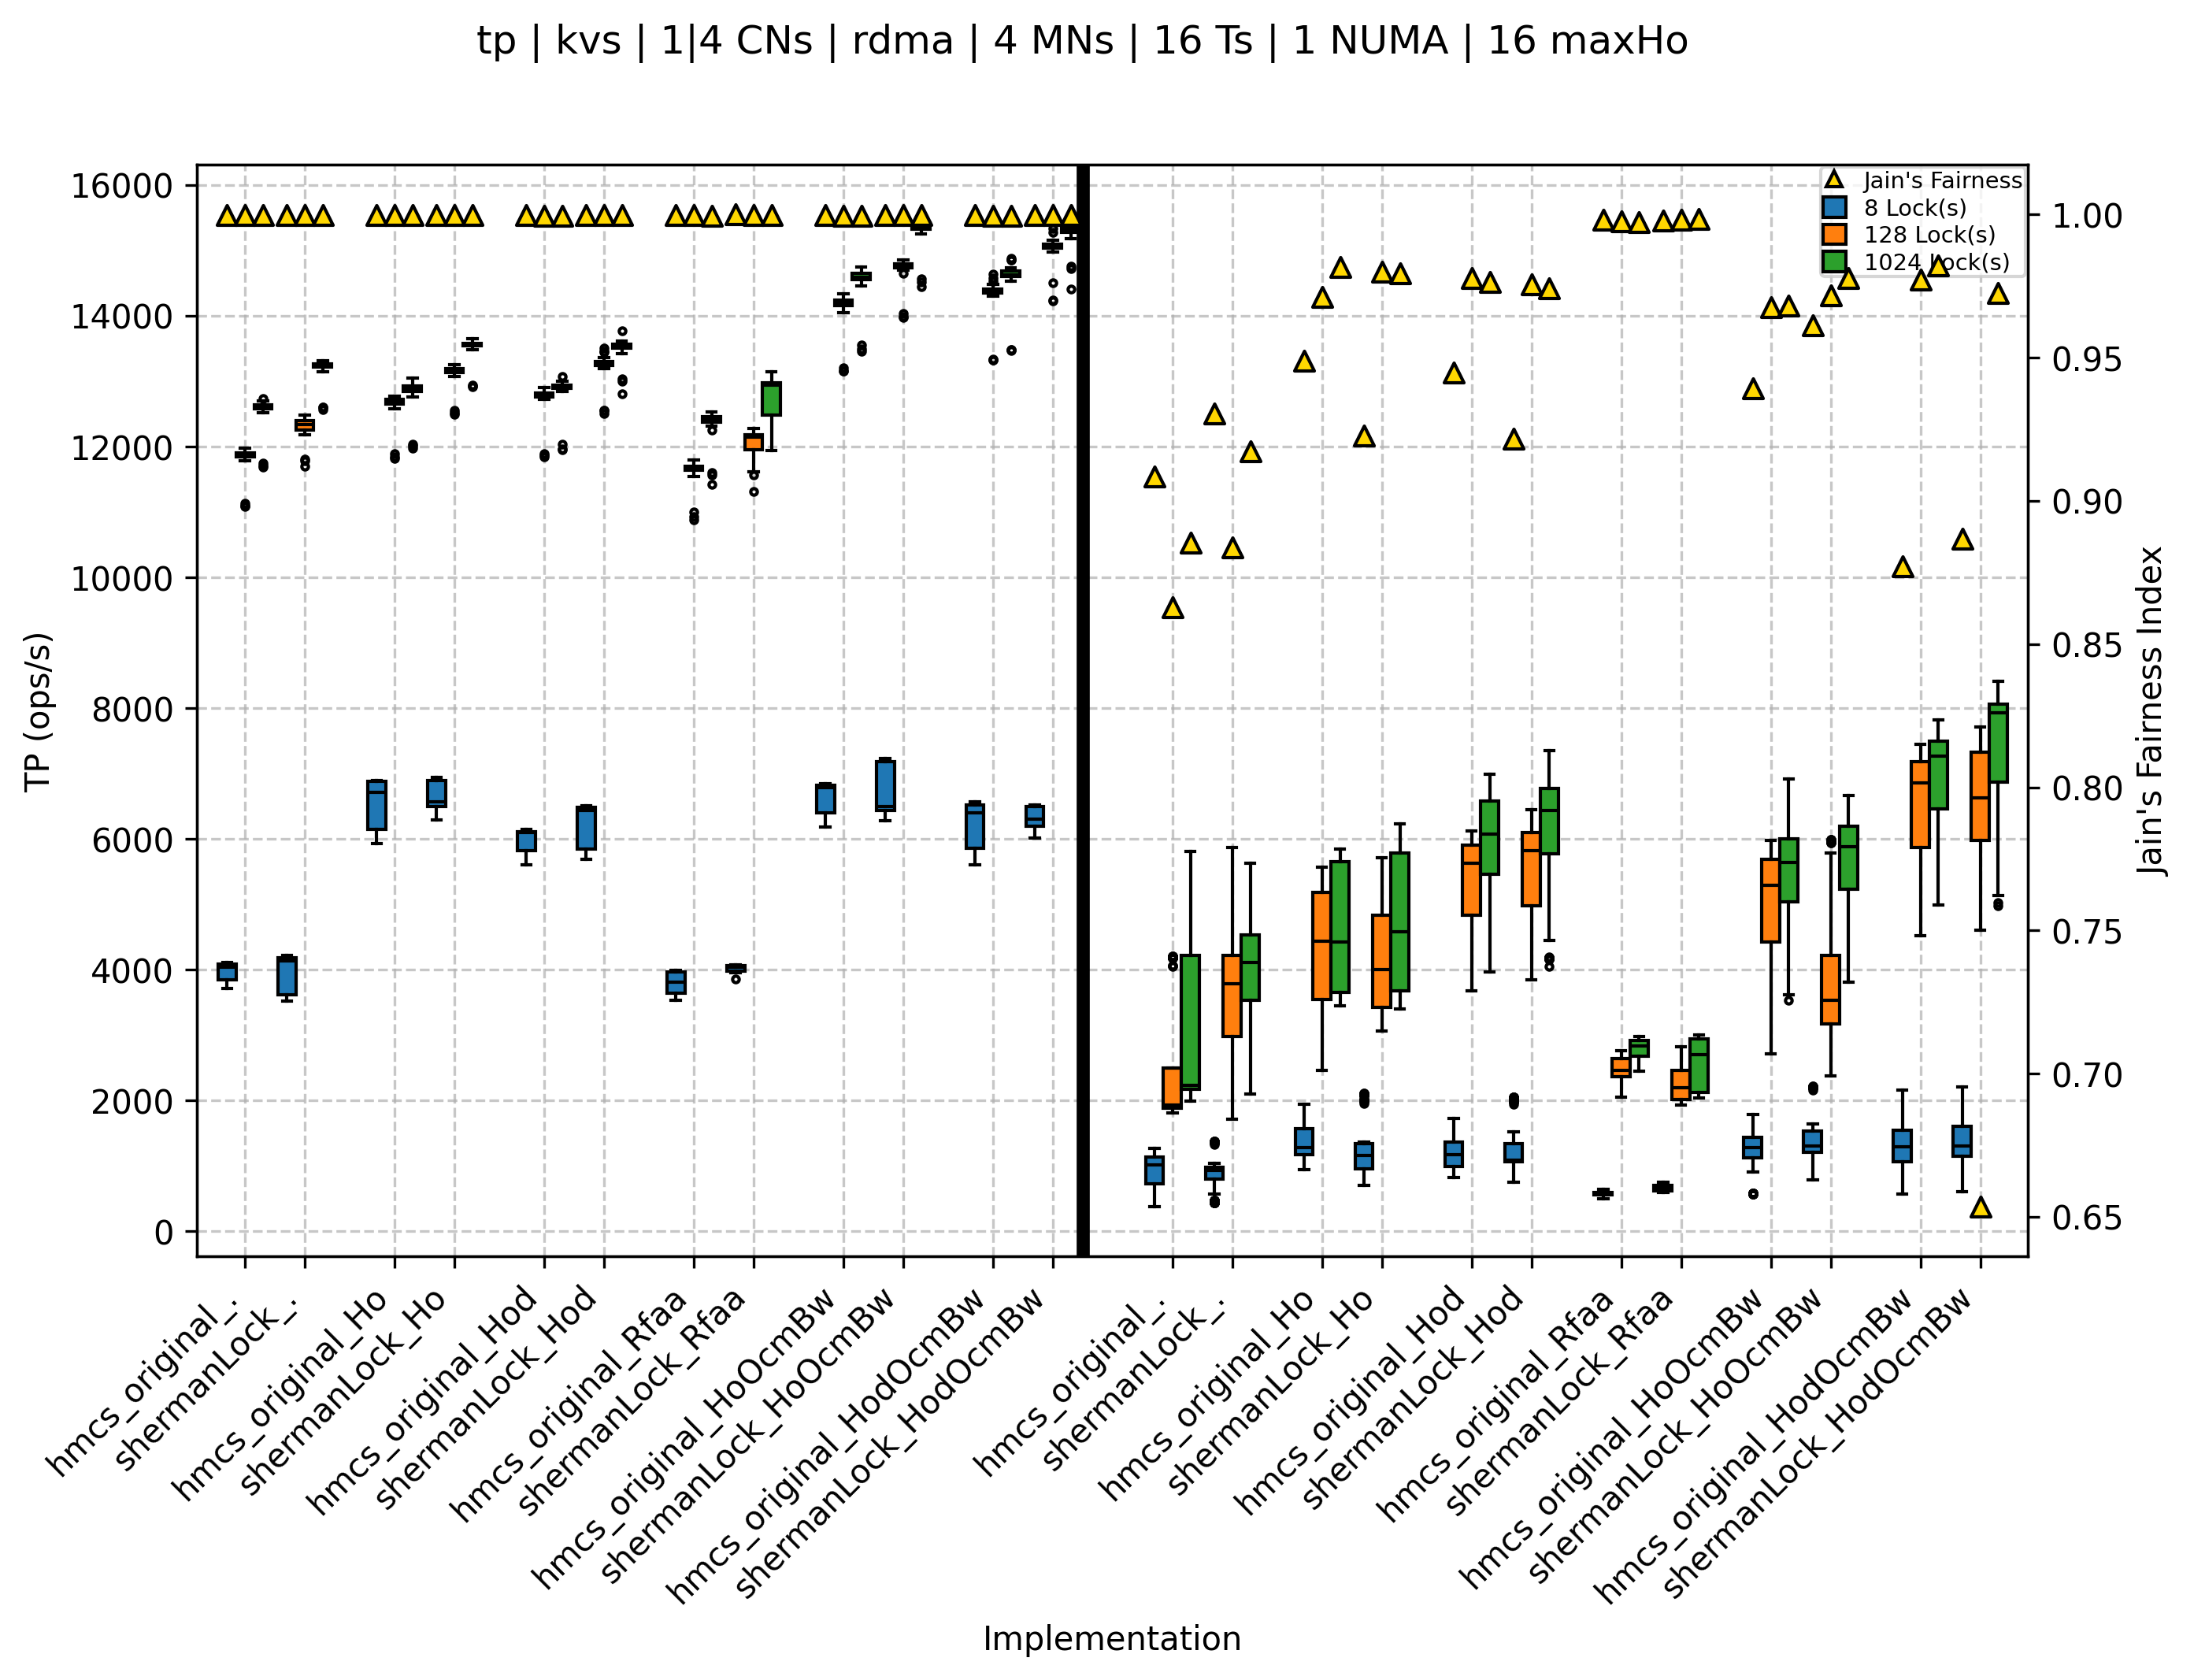 tp | kvs | 1|4 CNs | rdma | 4 MNs | 16 Ts | 1 NUMA | 16 maxHo
16000
14000
12000
10000
8000
6000
4000
2000
0
TP (ops/s)
Jain's Fairness
8 Lock(s)
128 Lock(s)
1024 Lock(s)
1.00
0.95
0.90
0.85
0.80
0.75
0.70
0.65
Jain's Fairness Index
hmcs_original_.
shermanLock_.
hmcs_original_Ho
shermanLock_Ho
hmcs_original_Hod
shermanLock_Hod
hmcs_original_Rfaa
shermanLock_Rfaa
hmcs_original_HoOcmBw
shermanLock_HoOcmBw
hmcs_original_HodOcmBw
shermanLock_HodOcmBw
hmcs_original_.
shermanLock_.
hmcs_original_Ho
shermanLock_Ho
hmcs_original_Hod
shermanLock_Hod
hmcs_original_Rfaa
shermanLock_Rfaa
hmcs_original_HoOcmBw
shermanLock_HoOcmBw
hmcs_original_HodOcmBw
shermanLock_HodOcmBw
Implementation